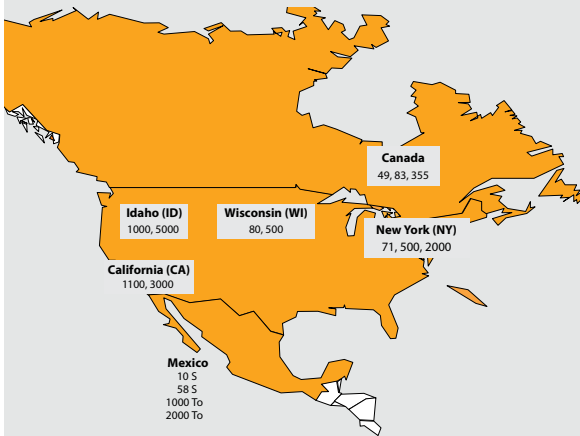 Canada
49, 83, 355
Idaho (ID)
1000, 5000
Wisconsin (WI)
80, 500
New York (NY)
71, 500, 2000
California (CA)
1100, 3000
Mexico
10 S
58 S
1000 To
2000 To